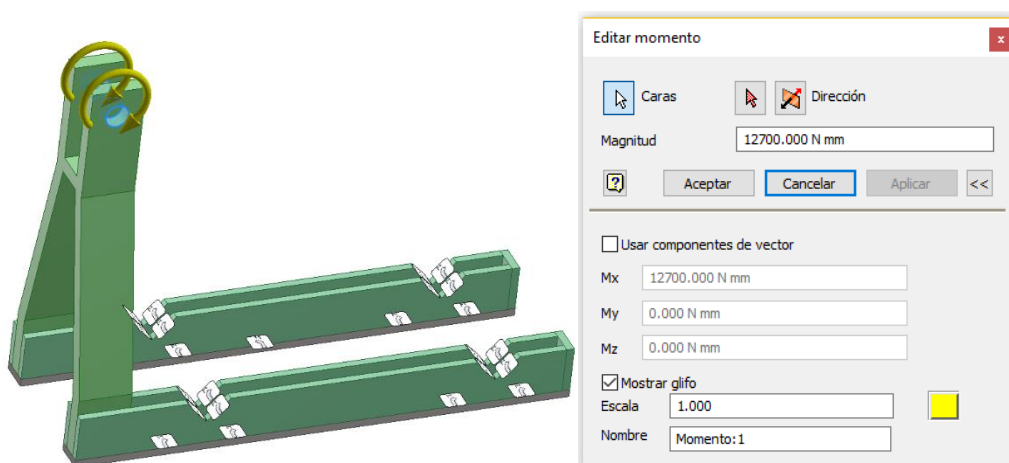 Editar momento
x
Caras
Dirección
Magnitud
12700.000 N mm
?
Aceptar
Cancelar
Aplicar
<<
Usar componentes de vector
Mx
12700.000 N mm
My
0.000 N mm
Mz
0.000 N mm
Mostrar glifo
Escala
1.000
Nombre
Momento:1